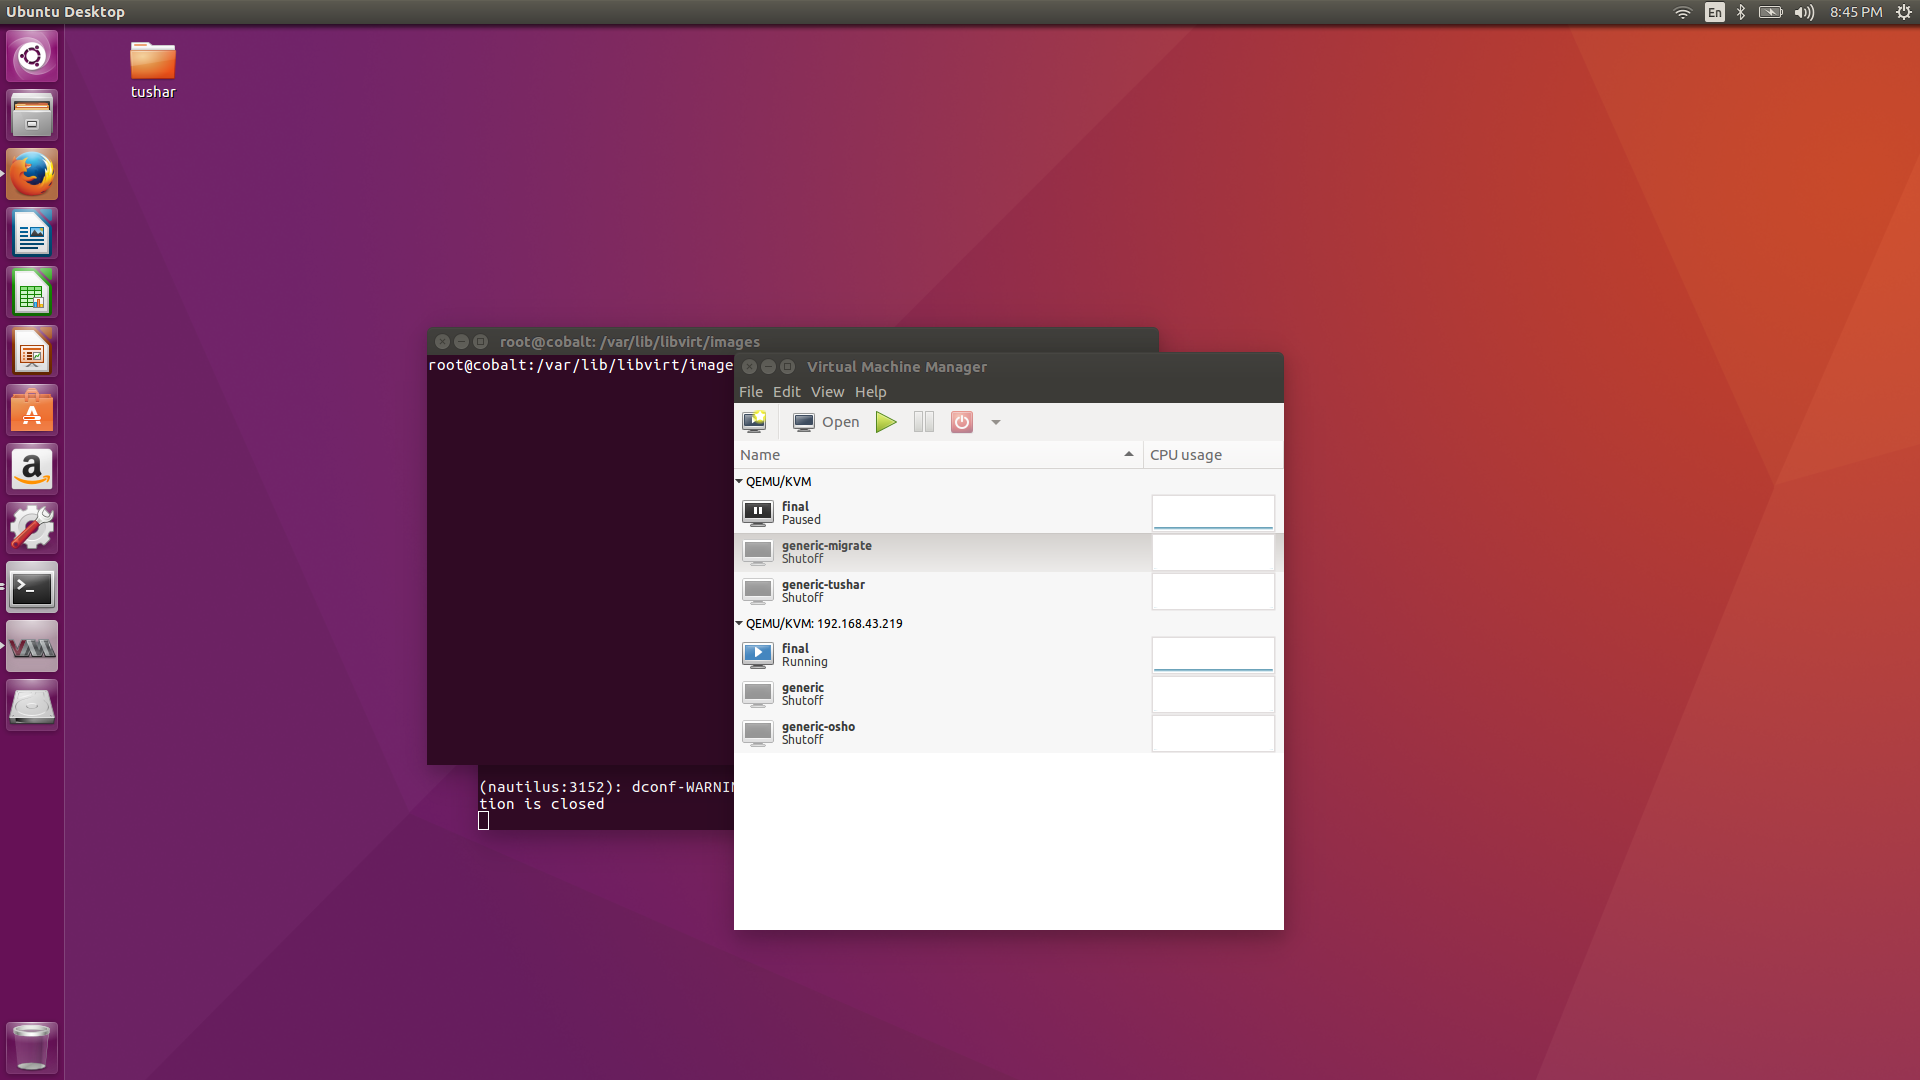 Ubuntu Desktop
En
8:45 PM
tushar
root@cobalt: /var/lib/libvirt/images
root@cobalt:/var/lib/libvirt/image
Virtual Machine Manager
File Edit View Help
Open
Name CPU usage
QEMU/KVM
final
Paused
generic-migrate
Shutoff
generic-tushar
Shutoff
QEMU/KVM: 192.168.43.219
final
Running
generic
Shutoff
generic-osho
Shutoff
(nautilus:3152): dconf-WARNIN
tion is closed